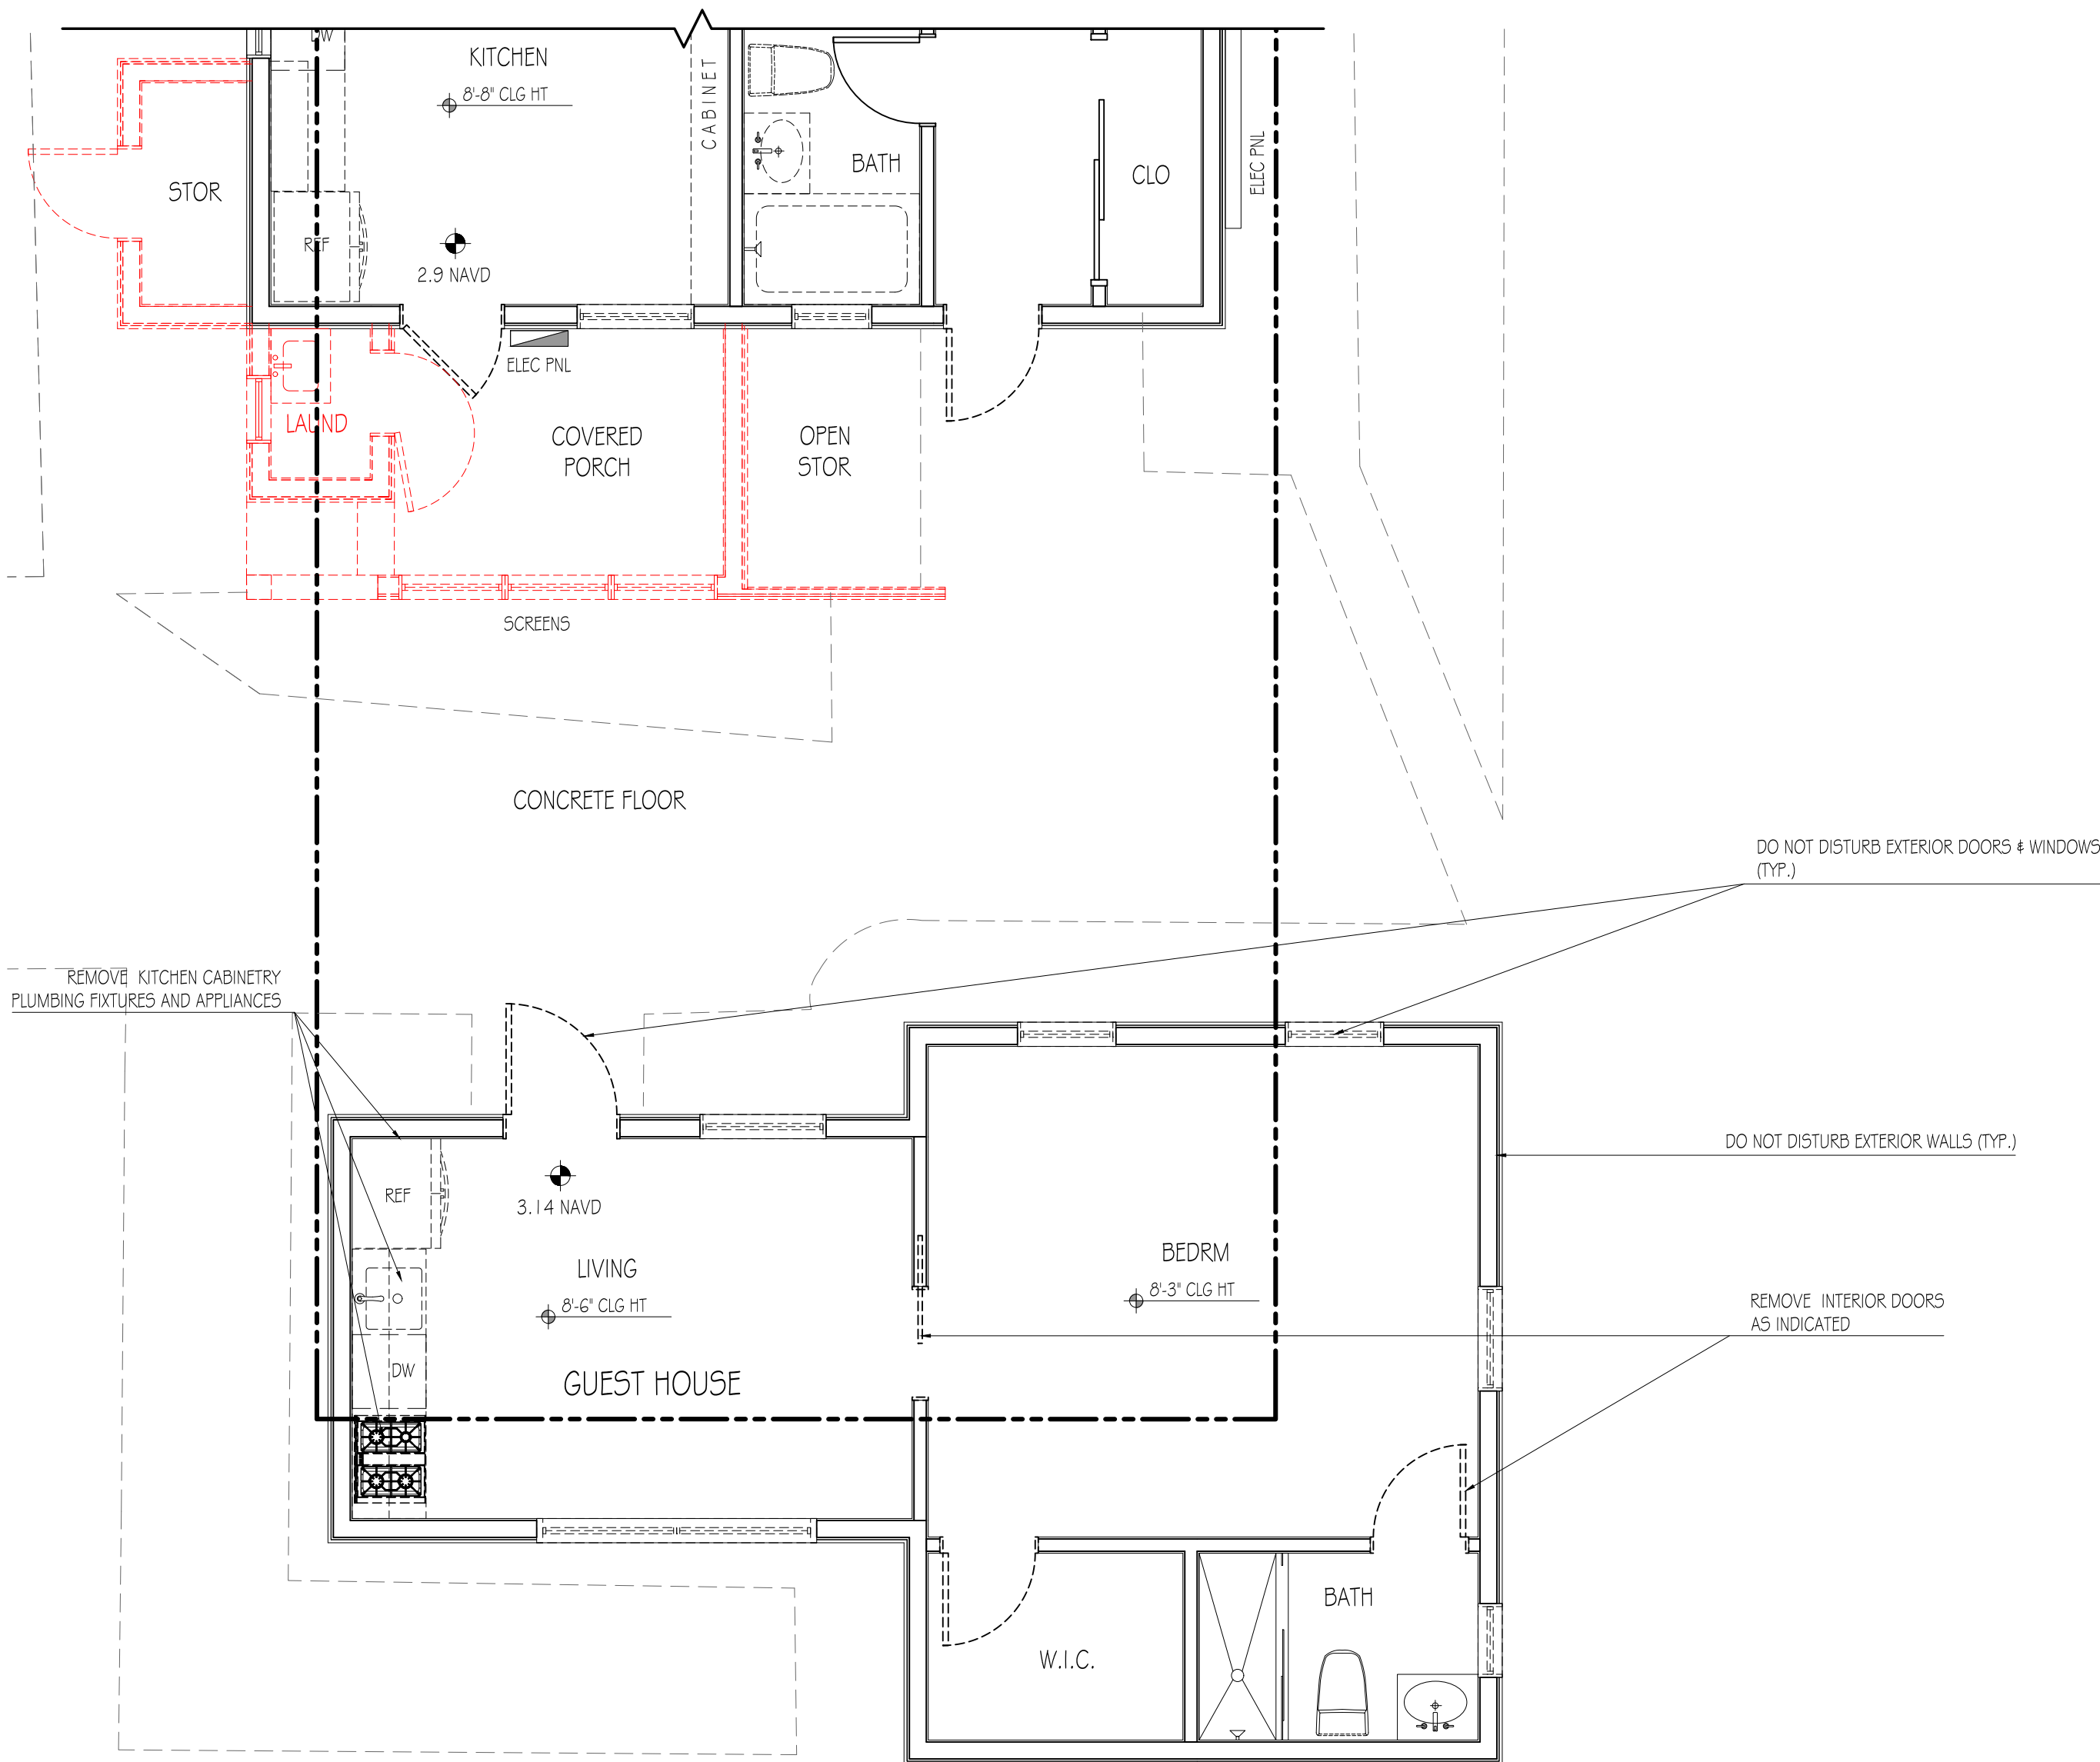 KITCHEN
8'-8" CLG HT
CABINET
BATH
CLO
ELEC PNL
STOR
REF
2.9 NAVD
ELEC PNL
LAUND
COVERED
PORCH
OPEN
STOR
SCREENS
CONCRETE FLOOR
DO NOT DISTURB EXTERIOR DOORS & WINDOWS
(TYP.)
REMOVE KITCHEN CABINETRY
PLUMBING FIXTURES AND APPLIANCES
DO NOT DISTURB EXTERIOR WALLS (TYP.)
REF
3.14 NAVD
LIVING
8'-6" CLG HT
BEDRM
8'-3" CLG HT
REMOVE INTERIOR DOORS
AS INDICATED
DW
GUEST HOUSE
BATH
W.I.C.